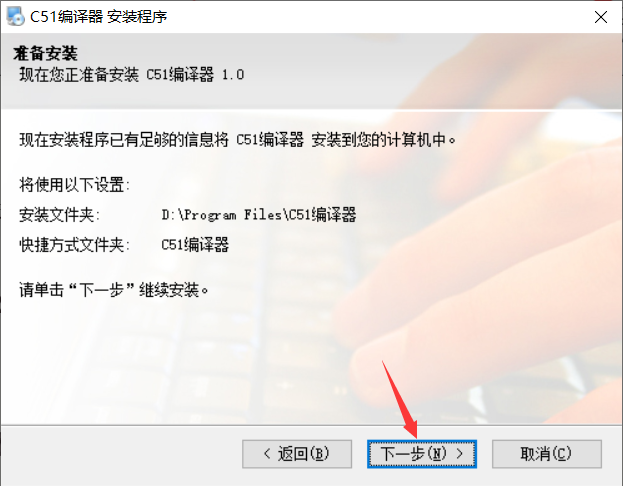 C51编译器 安装程序
准备安装
现在您正准备安装 C51编译器 1.0
现在安装程序已有足够的信息将 C51编译器 安装到您的计算机中。
将使用以下设置:
安装文件夹: D:\Program Files\C51编译器
快捷方式文件夹: C51编译器
请单击“下一步”继续安装。
< 返回(B) 下一步(N) > 取消(C)